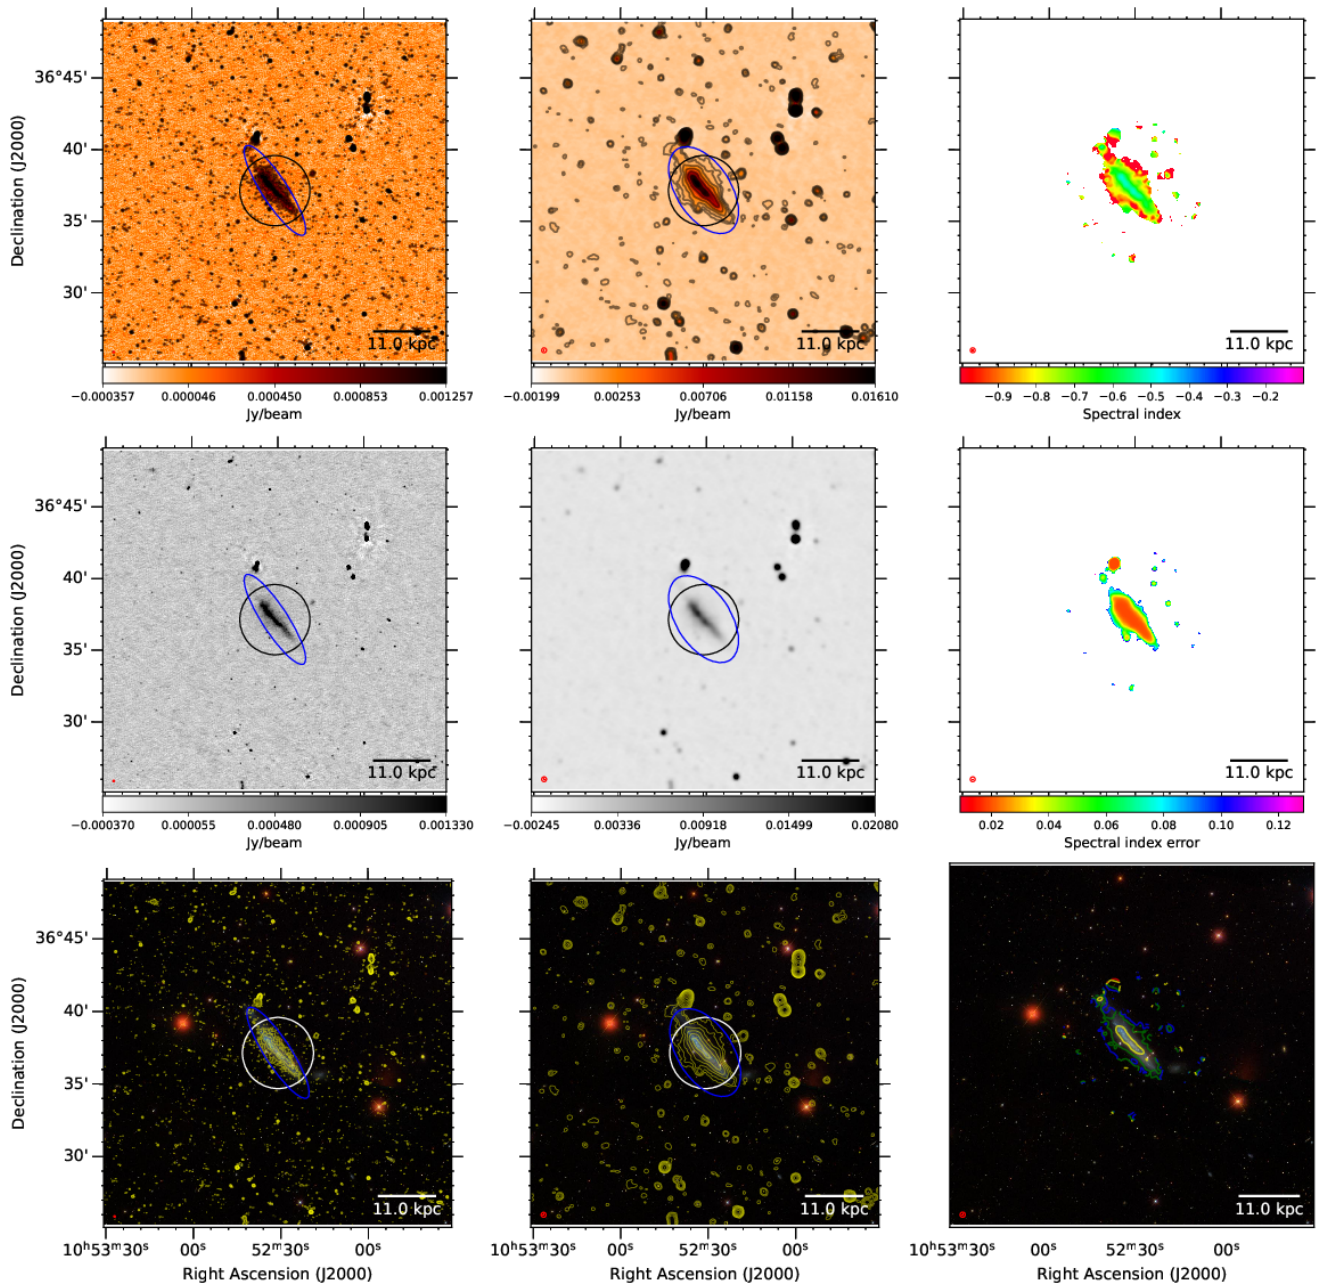 36°45'
40'
35'
30'
Declination (J2000)
11.0 kpc
11.0 kpc
11.0 kpc
−0.000357 0.000046 0.000450 0.000853 0.001257
Jy/beam
−0.00199 0.00253 0.00706 0.01158 0.01610
Jy/beam
−0.9 −0.8 −0.7 −0.6 −0.5 −0.4 −0.3 −0.2
Spectral index
36°45'
40'
35'
30'
Declination (J2000)
11.0 kpc
11.0 kpc
11.0 kpc
−0.000370 0.000055 0.000480 0.000905 0.001330
Jy/beam
−0.00245 0.00336 0.00918 0.01499 0.02080
Jy/beam
0.02 0.04 0.06 0.08 0.10 0.12
Spectral index error
36°45'
40'
35'
30'
Declination (J2000)
11.0 kpc
11.0 kpc
11.0 kpc
10ʰ53ᵐ30ˢ 00ˢ 52ᵐ30ˢ 00ˢ
Right Ascension (J2000)
10ʰ53ᵐ30ˢ 00ˢ 52ᵐ30ˢ 00ˢ
Right Ascension (J2000)
10ʰ53ᵐ30ˢ 00ˢ 52ᵐ30ˢ 00ˢ
Right Ascension (J2000)